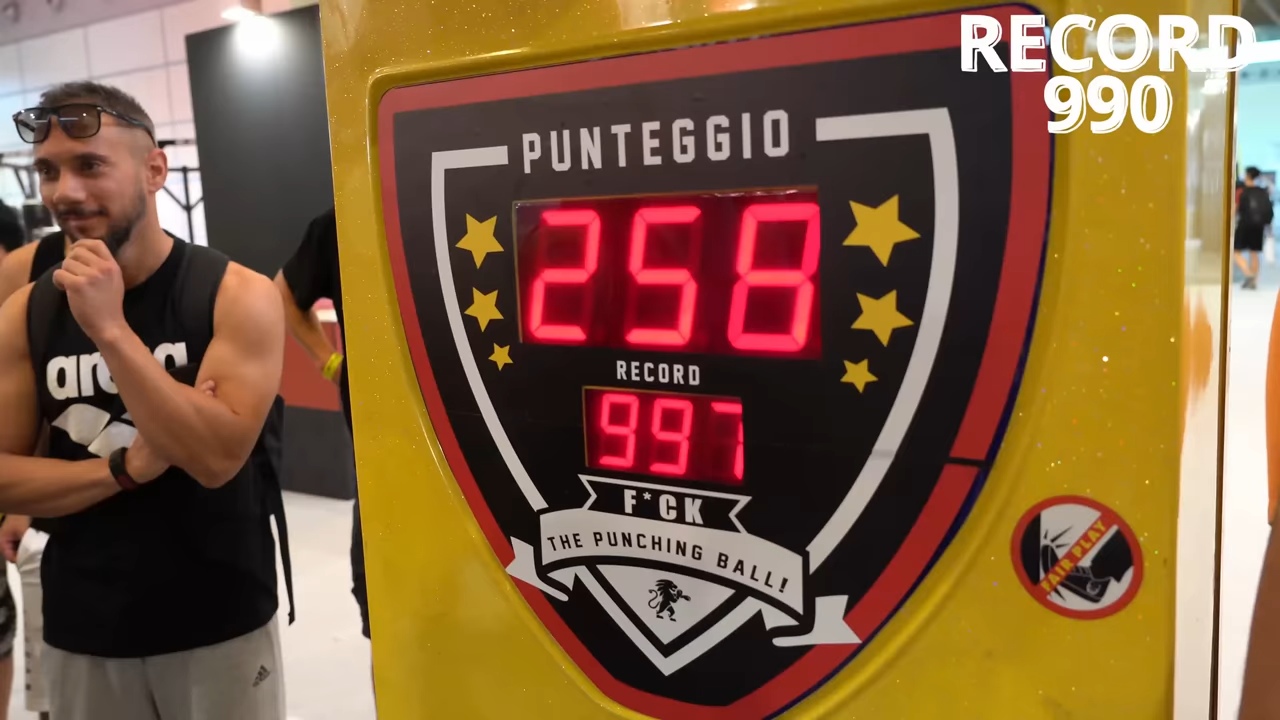 RECORD
990
PUNTEGGIO
258
RECORD
997
F*CK
THE PUNCHING BALL!
FAIR PLAY
arena